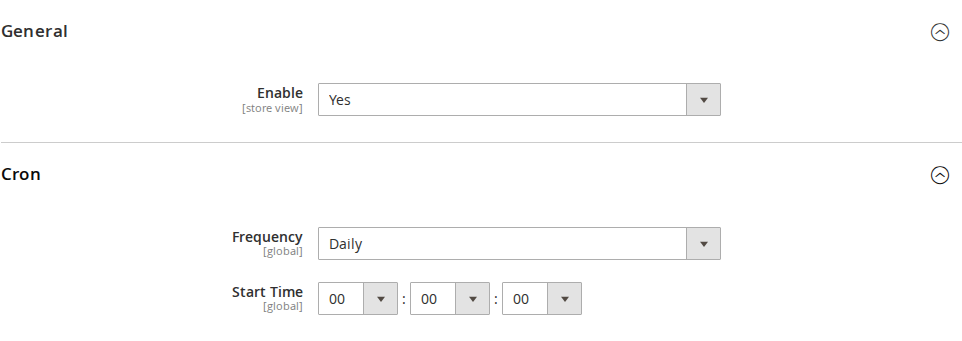 General
Enable
[store view]
Yes
Cron
Frequency
[global]
Daily
Start Time
[global]
00 : 00 : 00